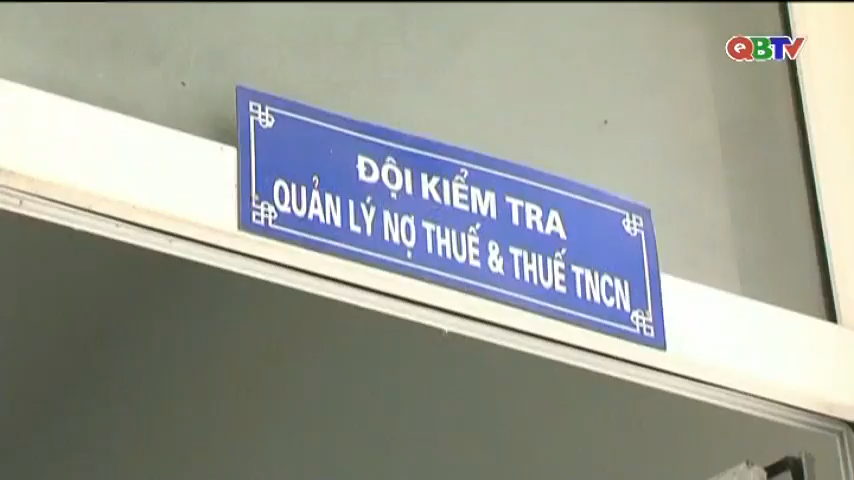 QBTV
ĐỘI KIỂM TRA
QUẢN LÝ NỢ THUẾ & THUẾ TNCN